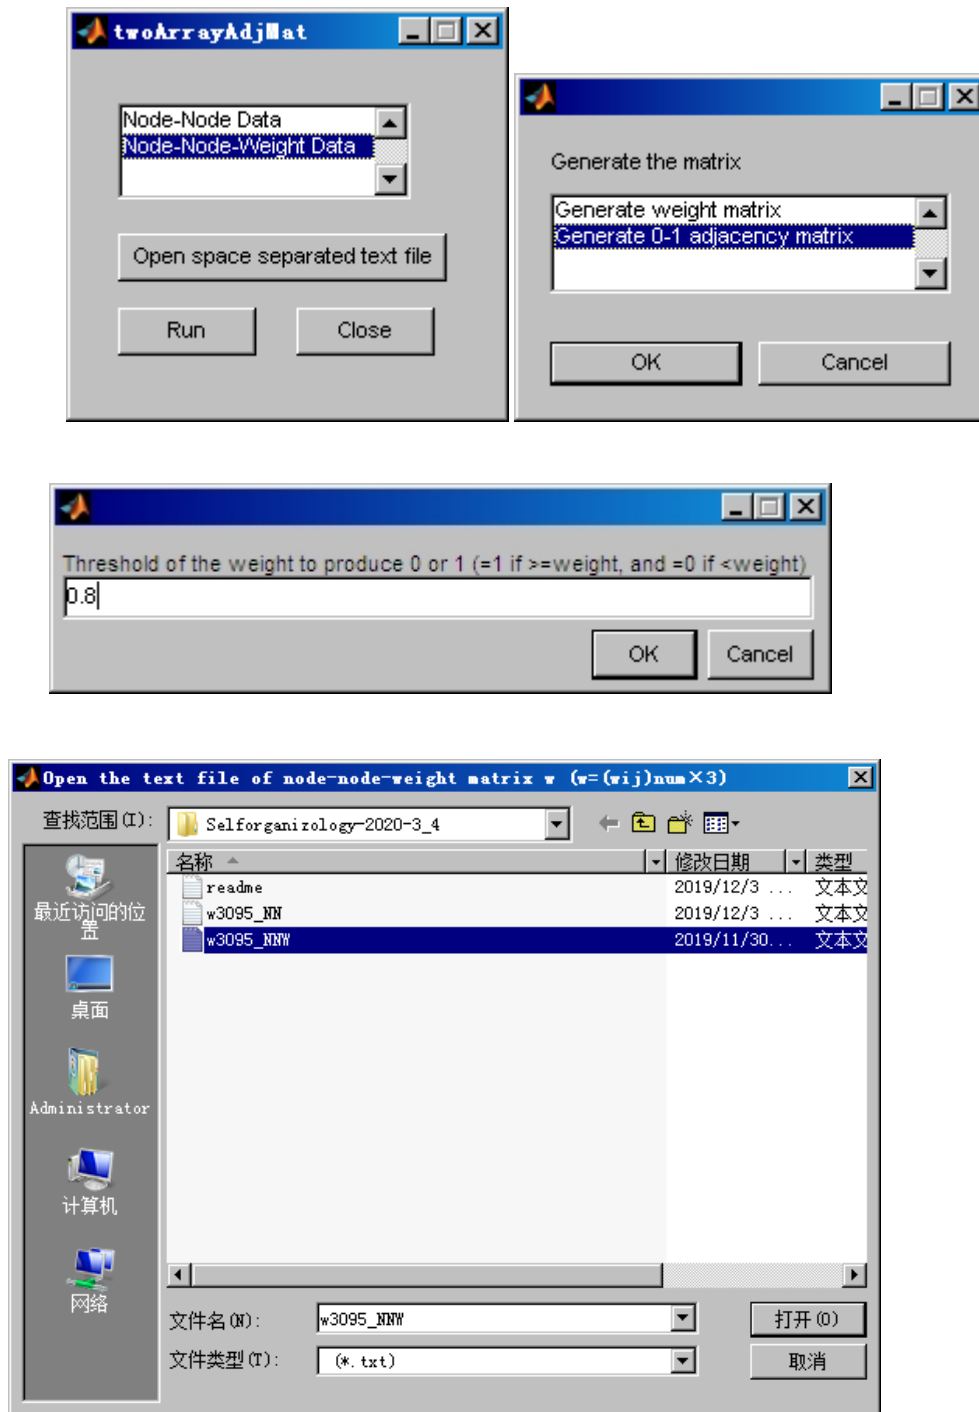 twoArrayAdjMat
Node-Node Data
Node-Node-Weight Data
Open space separated text file
Run
Close
Generate the matrix
Generate weight matrix
Generate 0-1 adjacency matrix
OK
Cancel
Threshold of the weight to produce 0 or 1 (=1 if >=weight, and =0 if <weight)
0.8
OK
Cancel
Open the text file of node-node-weight matrix w (w=(wij)num×3)
查找范围(I):
Selforganizology-2020-3_4
名称
修改日期
类型
readme
2019/12/3 ...
文本文
w3095_NN
2019/12/3 ...
文本文
w3095_NNW
2019/11/30...
文本文
最近访问的位
置
桌面
Administrator
计算机
网络
文件名(N):
w3095_NNW
打开(O)
文件类型(T):
(*.txt)
取消